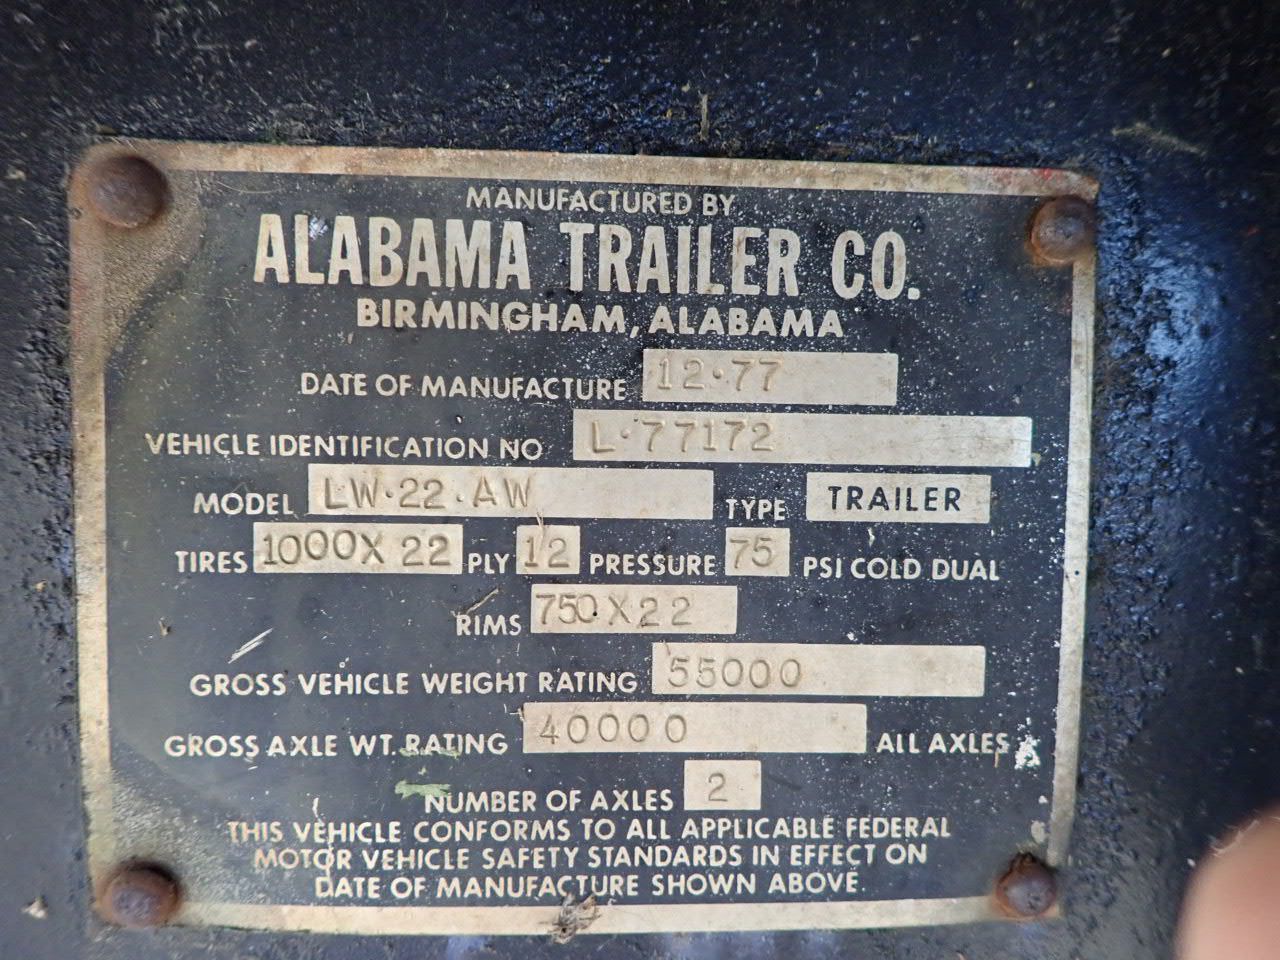 MANUFACTURED BY
ALABAMA TRAILER CO.
BIRMINGHAM, ALABAMA
DATE OF MANUFACTURE 12·77
VEHICLE IDENTIFICATION NO L·77172
MODEL LW·22·AW TYPE TRAILER
TIRES 1000X 22 PLY 12 PRESSURE 75 PSI COLD DUAL
RIMS 750X22
GROSS VEHICLE WEIGHT RATING 55000
GROSS AXLE WT. RATING 40000 ALL AXLES
NUMBER OF AXLES 2
THIS VEHICLE CONFORMS TO ALL APPLICABLE FEDERAL
MOTOR VEHICLE SAFETY STANDARDS IN EFFECT ON
DATE OF MANUFACTURE SHOWN ABOVE.